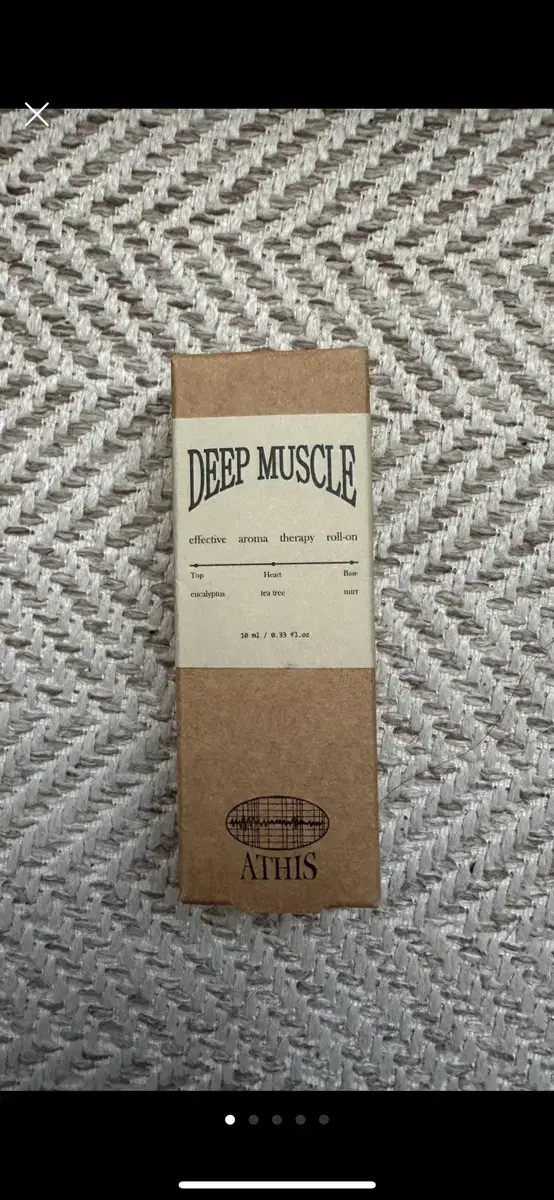 DEEP MUSCLE
effective aroma therapy roll-on
Top Heart Base
eucalyptus tea tree mirr
10 ml / 0.33 fl.oz
ATHIS